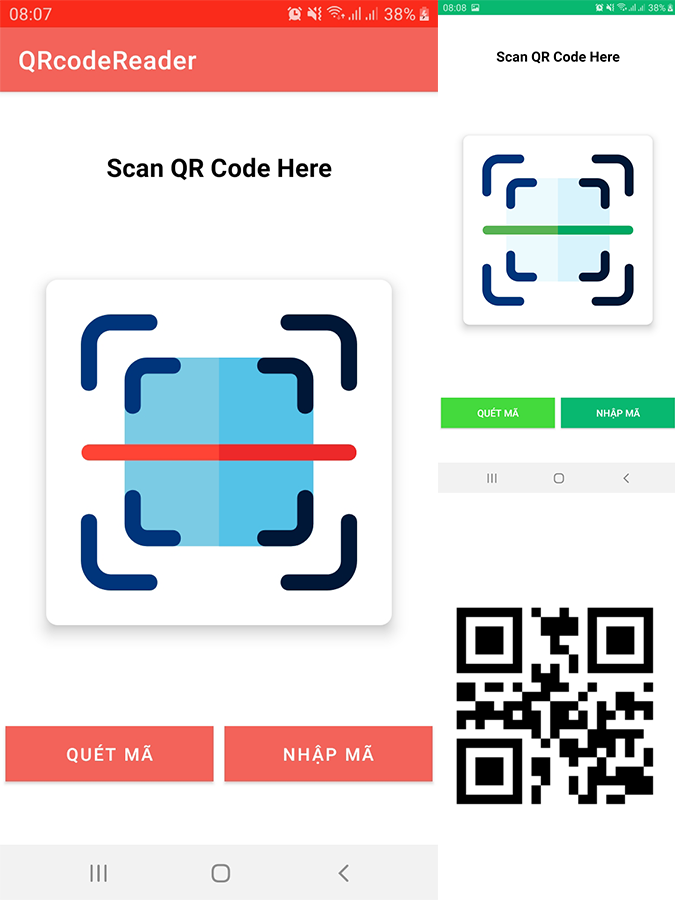 08:07
38%
QRcodeReader
Scan QR Code Here
QUÉT MÃ
NHẬP MÃ
08:08
38%
Scan QR Code Here
QUÉT MÃ
NHẬP MÃ